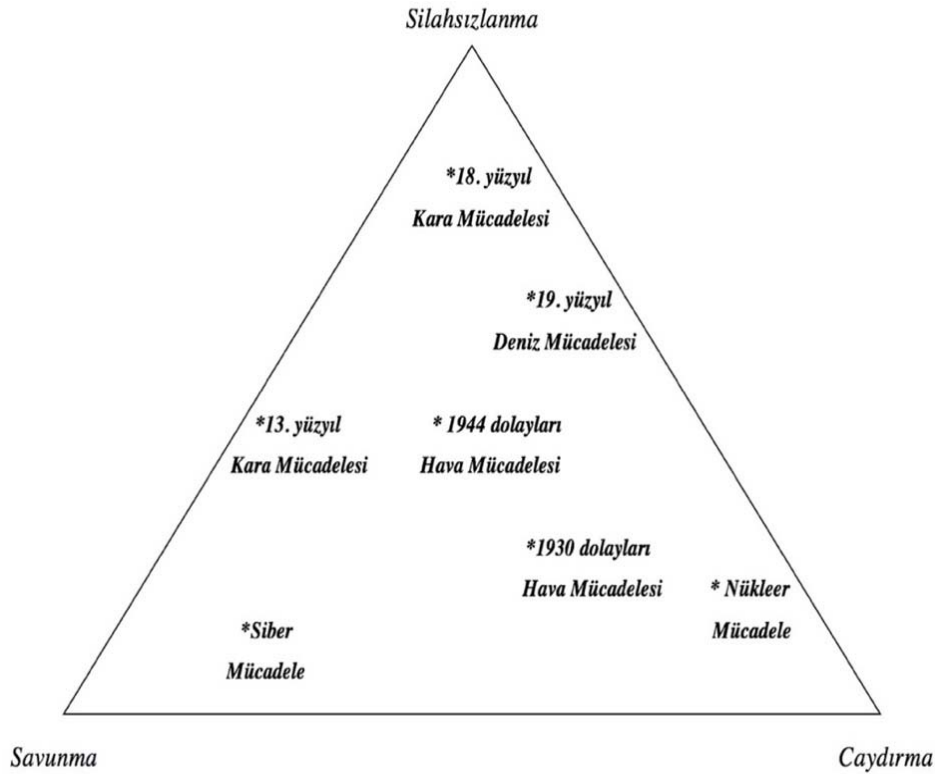 Silahsızlanma
*18. yüzyıl
Kara Mücadelesi
*19. yüzyıl
Deniz Mücadelesi
*13. yüzyıl
Kara Mücadelesi
* 1944 dolayları
Hava Mücadelesi
*1930 dolayları
Hava Mücadelesi
* Nükleer
Mücadele
*Siber
Mücadele
Savunma
Caydırma